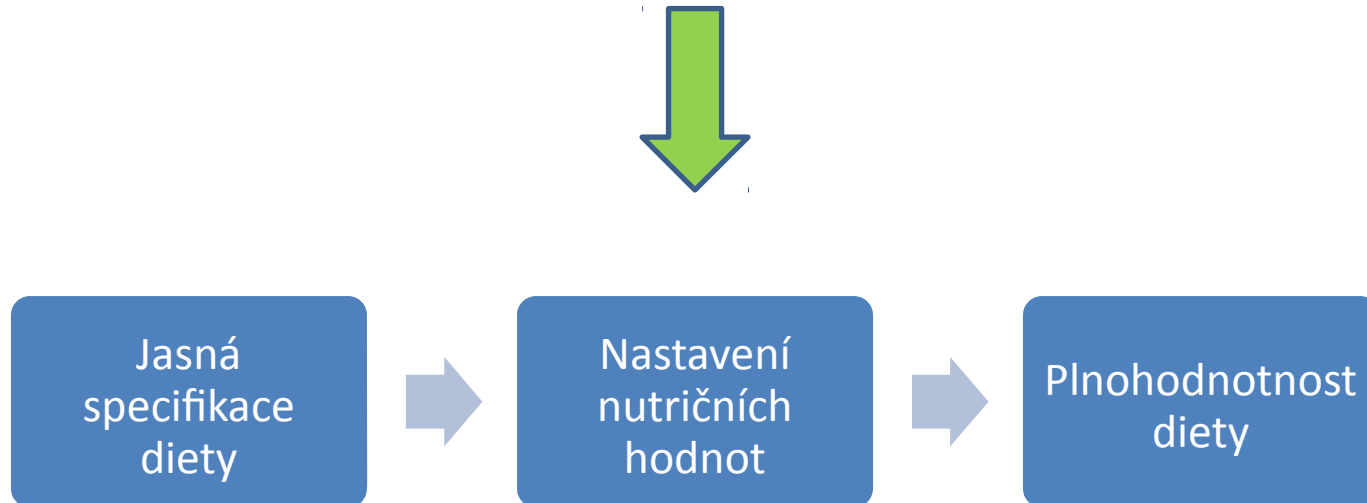 Jasná
specifikace
diety
Nastavení
nutričních
hodnot
Plnohodnotnost
diety